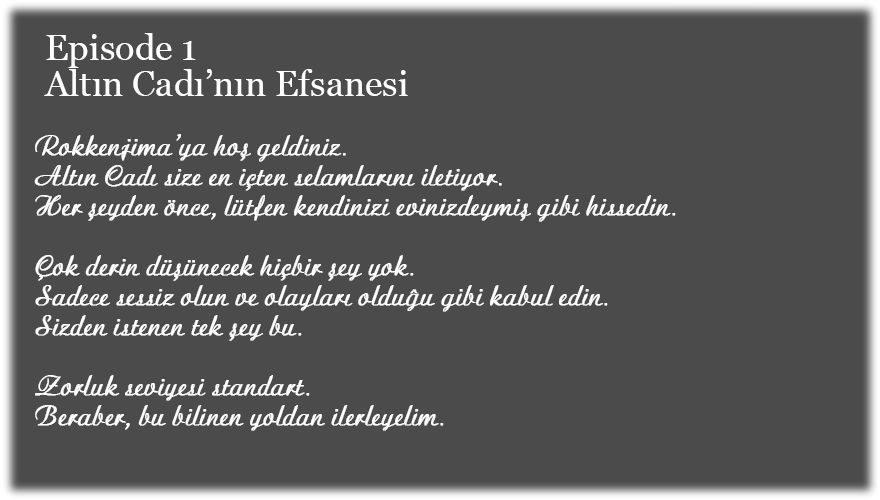 Episode 1
Altın Cadı’nın Efsanesi
Rokkenjima’ya hoş geldiniz.
Altın Cadı size en içten selamlarını iletiyor.
Her şeyden önce, lütfen kendinizi evinizdeymiş gibi hissedin.
Çok derin düşünecek hiçbir şey yok.
Sadece sessiz olun ve olayları olduğu gibi kabul edin.
Sizden istenen tek şey bu.
Zorluk seviyesi standart.
Beraber, bu bilinen yoldan ilerleyelim.